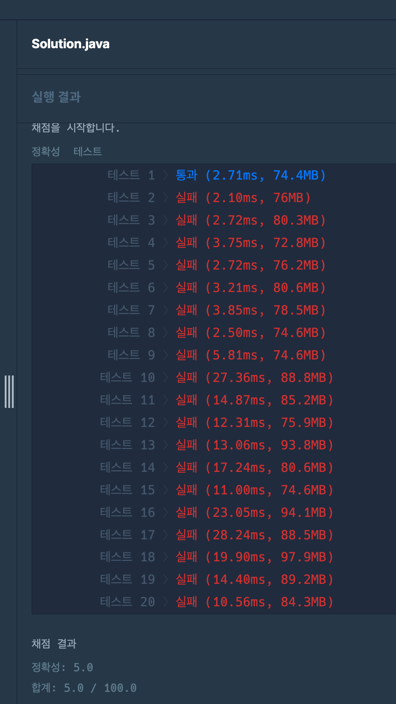 Solution.java
실행 결과
채점을 시작합니다.
정확성 테스트
테스트 1 > 통과 (2.71ms, 74.4MB)
테스트 2 > 실패 (2.10ms, 76MB)
테스트 3 > 실패 (2.72ms, 80.3MB)
테스트 4 > 실패 (3.75ms, 72.8MB)
테스트 5 > 실패 (2.72ms, 76.2MB)
테스트 6 > 실패 (3.21ms, 80.6MB)
테스트 7 > 실패 (3.85ms, 78.5MB)
테스트 8 > 실패 (2.50ms, 74.6MB)
테스트 9 > 실패 (5.81ms, 74.6MB)
테스트 10 > 실패 (27.36ms, 88.8MB)
테스트 11 > 실패 (14.87ms, 85.2MB)
테스트 12 > 실패 (12.31ms, 75.9MB)
테스트 13 > 실패 (13.06ms, 93.8MB)
테스트 14 > 실패 (17.24ms, 80.6MB)
테스트 15 > 실패 (11.00ms, 74.6MB)
테스트 16 > 실패 (23.05ms, 94.1MB)
테스트 17 > 실패 (28.24ms, 88.5MB)
테스트 18 > 실패 (19.90ms, 97.9MB)
테스트 19 > 실패 (14.40ms, 89.2MB)
테스트 20 > 실패 (10.56ms, 84.3MB)
채점 결과
정확성: 5.0
합계: 5.0 / 100.0